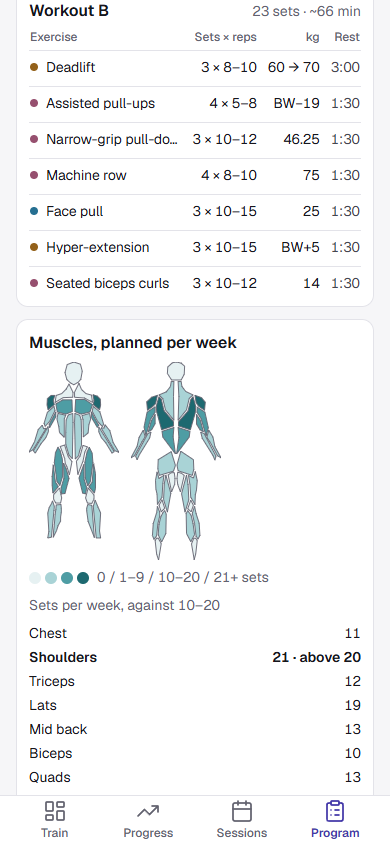 Workout B 23 sets · ~66 min
Exercise Sets × reps kg Rest
Deadlift 3 × 8–10 60 → 70 3:00
Assisted pull-ups 4 × 5–8 BW–19 1:30
Narrow-grip pull-do... 3 × 10–12 46.25 1:30
Machine row 4 × 8–10 75 1:30
Face pull 3 × 10–15 25 1:30
Hyper-extension 3 × 10–15 BW+5 1:30
Seated biceps curls 3 × 10–12 14 1:30
Muscles, planned per week
0 / 1–9 / 10–20 / 21+ sets
Sets per week, against 10–20
Chest 11
Shoulders 21 · above 20
Triceps 12
Lats 19
Mid back 13
Biceps 10
Quads 13
Train Progress Sessions Program